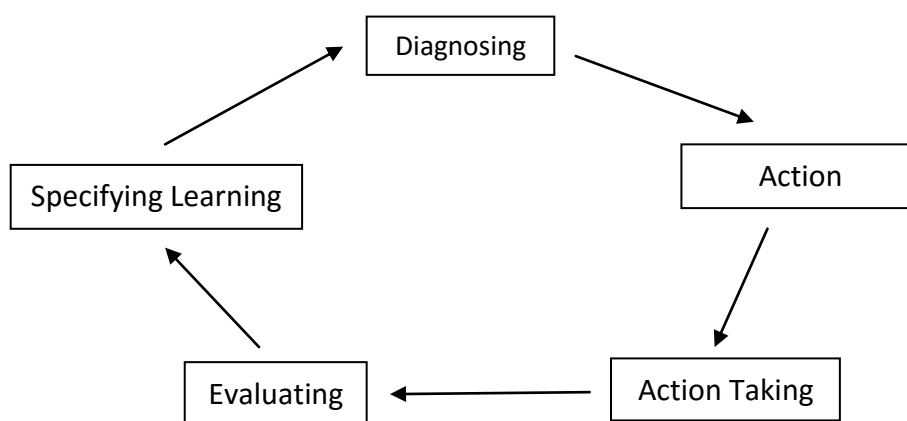 Diagnosing
Action
Action Taking
Evaluating
Specifying Learning